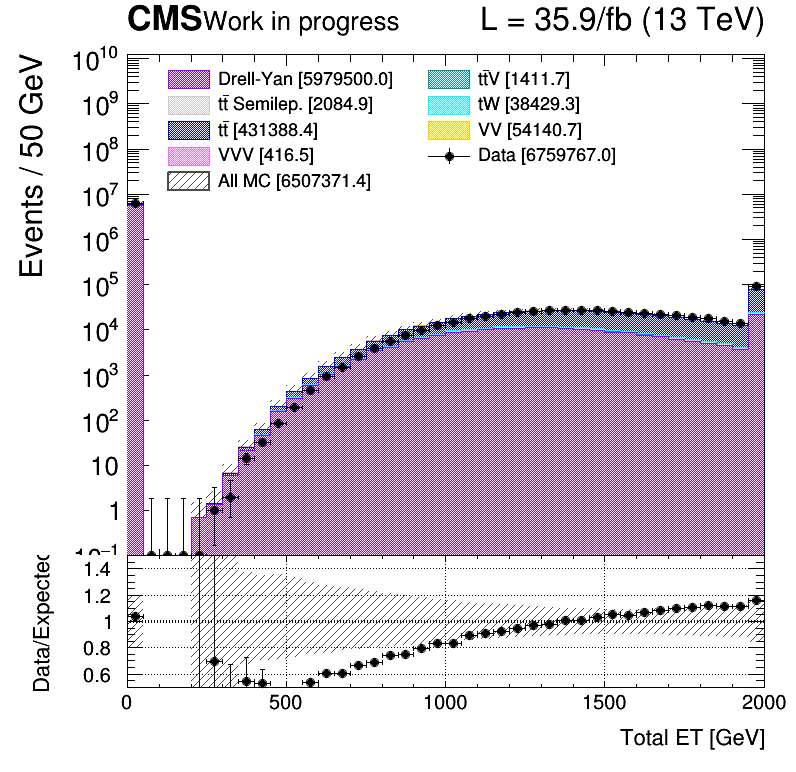 CMS Work in progress L = 35.9/fb (13 TeV)
Events / 50 GeV
10^10
10^9
10^8
10^7
10^6
10^5
10^4
10^3
10^2
10
1
10^−1
Drell-Yan [5979500.0]
tt̄ Semilep. [2084.9]
tt̄ [431388.4]
VVV [416.5]
All MC [6507371.4]
tt̄V [1411.7]
tW [38429.3]
VV [54140.7]
Data [6759767.0]
Data/Expected
1.4
1.2
1
0.8
0.6
0 500 1000 1500 2000
Total ET [GeV]